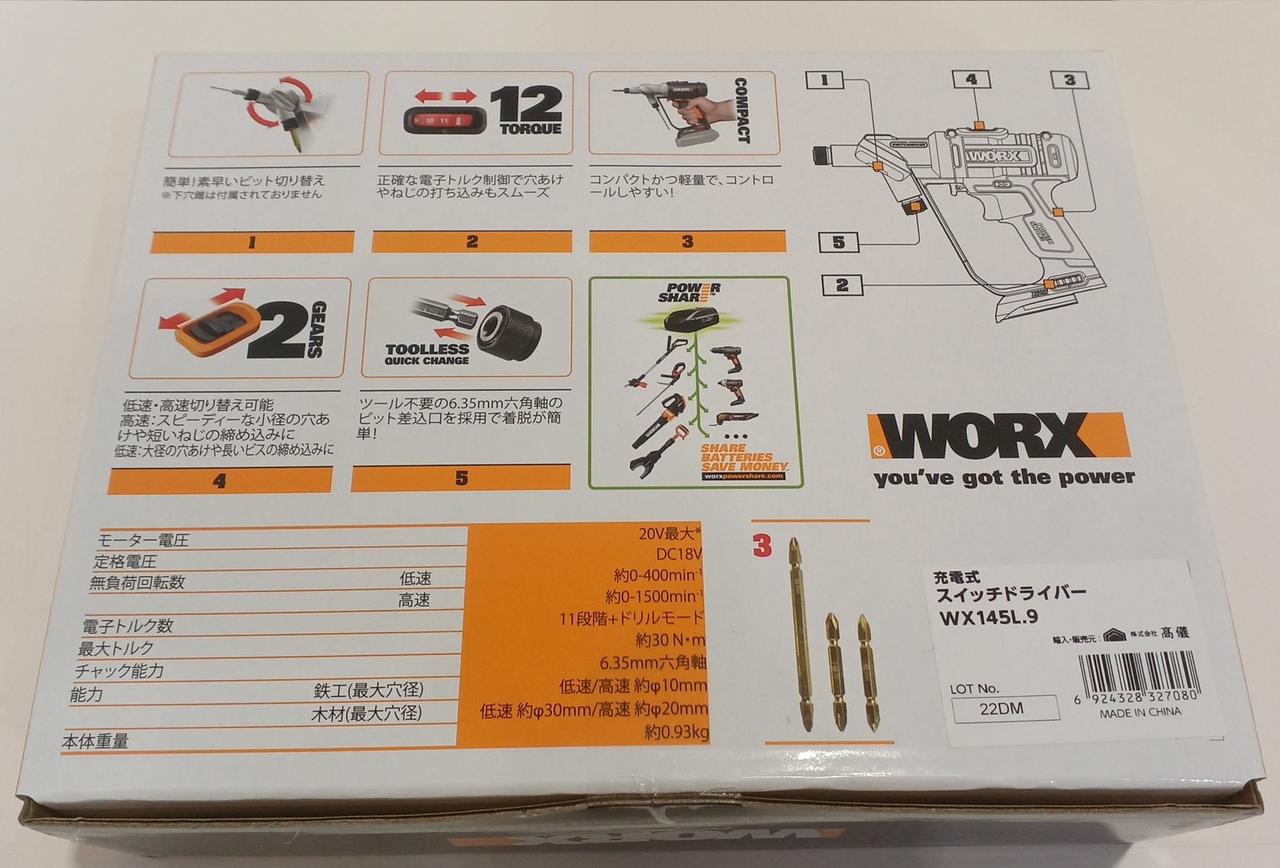 12
TORQUE
10 11
WORX
COMPACT
簡単!素早いビット切り替え
※下穴錐は付属されておりません
正確な電子トルク制御で穴あけ
やねじの打ち込みもスムーズ
コンパクトかつ軽量で、コントロ
ールしやすい!
1
2
3
1
4
3
WORX
5
2
2
GEARS
TOOLLESS
QUICK CHANGE
POWER
SHARE™
SHARE
BATTERIES
SAVE MONEY.
worxpowershare.com
低速・高速切り替え可能
高速:スピーディーな小径の穴あ
けや短いねじの締め込みに
低速:大径の穴あけや長いビスの締め込みに
ツール不要の6.35mm六角軸の
ビット差込口を採用で着脱が簡
単!
4
5
WORX®
you've got the power
モーター電圧 20V最大*
定格電圧 DC18V
無負荷回転数 低速 約0-400min⁻¹
高速 約0-1500min⁻¹
電子トルク数 11段階+ドリルモード
最大トルク 約30 N・m
チャック能力 6.35mm六角軸
能力 鉄工(最大穴径) 低速/高速 約φ10mm
木材(最大穴径) 低速 約φ30mm/高速 約φ20mm
本体重量 約0.93kg
3
充電式
スイッチドライバー
WX145L.9
輸入・販売元: 株式会社 髙儀
LOT No.
22DM
6 924328 327080
MADE IN CHINA
WORX